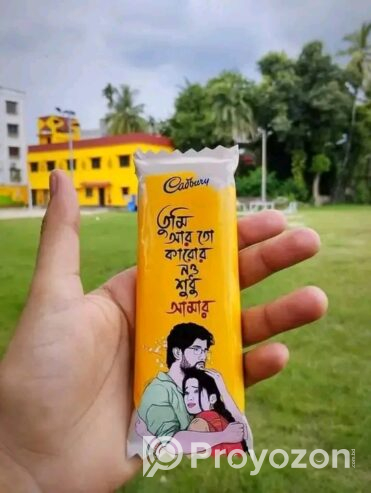 Cadbury
তুমি
আর তো
কারোর
নও
শুধু
আমার
Proyozon